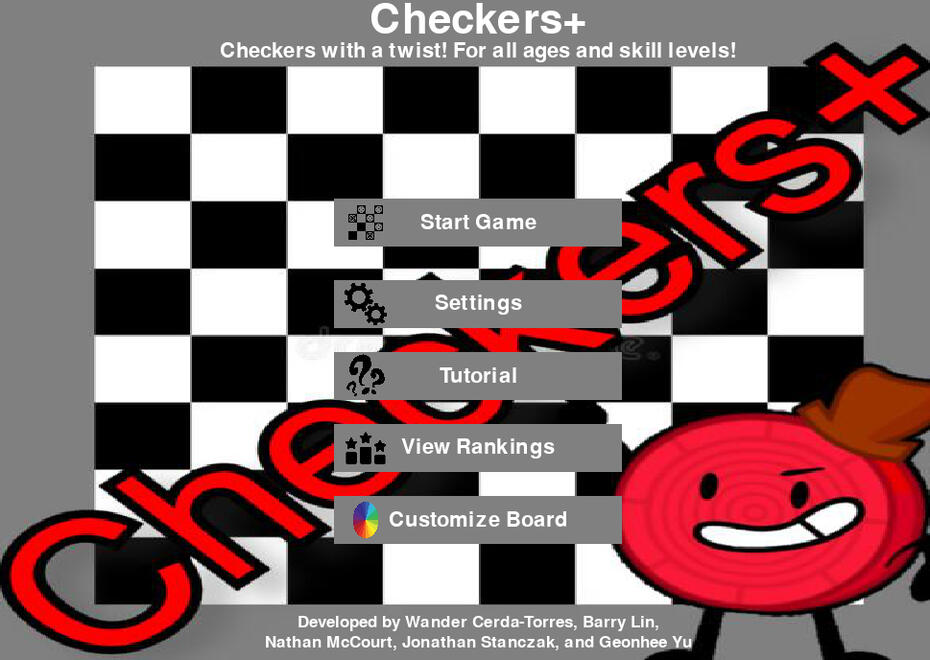 Checkers+
Checkers with a twist! For all ages and skill levels!
Checkers+
Start Game
Settings
Tutorial
View Rankings
Customize Board
Developed by Wander Cerda-Torres, Barry Lin,
Nathan McCourt, Jonathan Stanczak, and Geonhee Yu